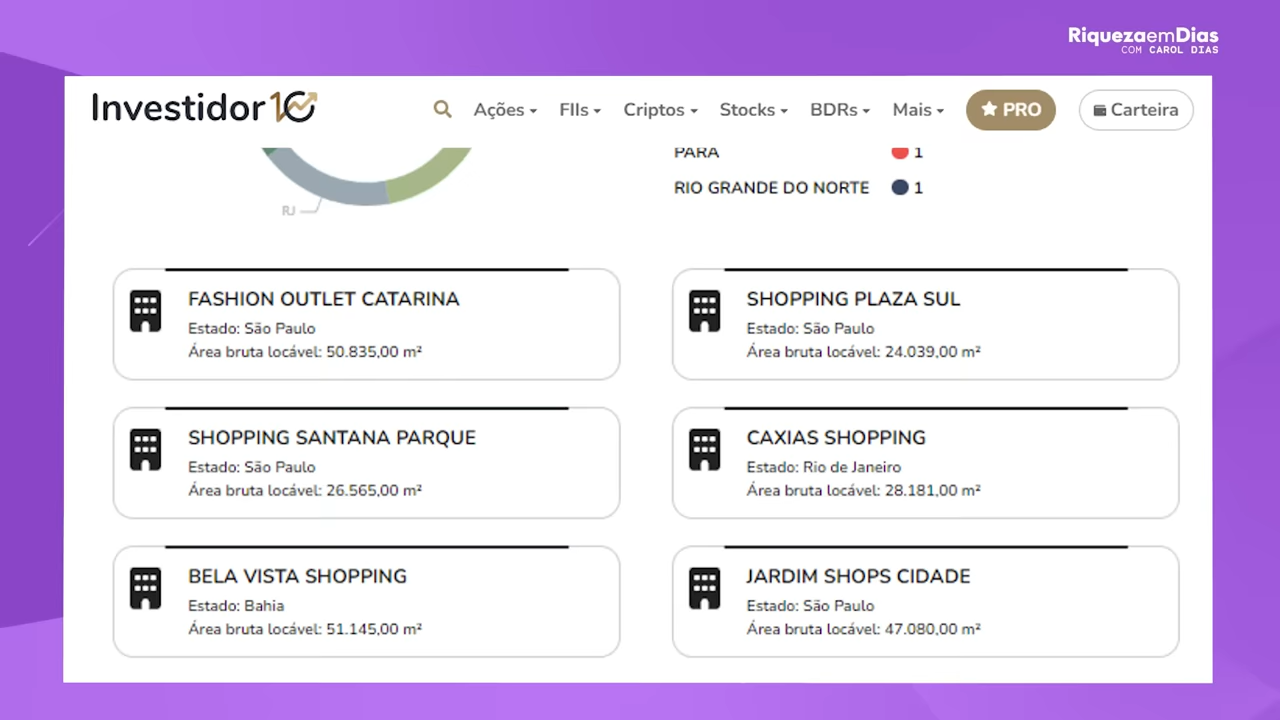 RiquezaemDias
COM CAROL DIAS
Investidor 10
Ações
FIIs
Criptos
Stocks
BDRs
Mais
PRO
Carteira
PARÁ
1
RIO GRANDE DO NORTE
1
RJ
FASHION OUTLET CATARINA
Estado: São Paulo
Área bruta locável: 50.835,00 m²
SHOPPING PLAZA SUL
Estado: São Paulo
Área bruta locável: 24.039,00 m²
SHOPPING SANTANA PARQUE
Estado: São Paulo
Área bruta locável: 26.565,00 m²
CAXIAS SHOPPING
Estado: Rio de Janeiro
Área bruta locável: 28.181,00 m²
BELA VISTA SHOPPING
Estado: Bahia
Área bruta locável: 51.145,00 m²
JARDIM SHOPS CIDADE
Estado: São Paulo
Área bruta locável: 47.080,00 m²